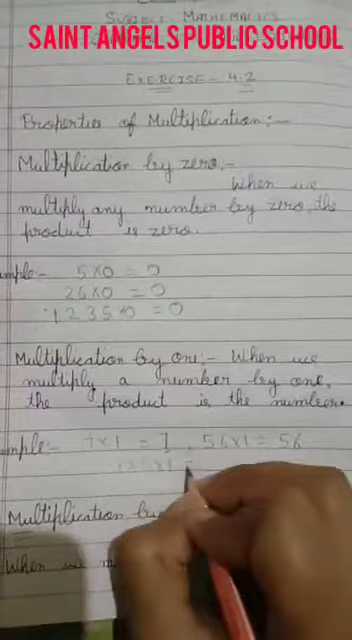 SUBJECT: MATHEMATICS
SAINT ANGELS PUBLIC SCHOOL
EXERCISE - 4.2
Properties of Multiplication:-
Multiplication by zero:-
When we
multiply any number by zero, the
product is zero.
ample:- 5×0 = 0
26×0 = 0
1235×0 = 0
Multiplication by one:- When we
multiply a number by one,
the product is the number.
ample:- 7×1 = 7, 56×1 = 56
Multiplication by
When we m